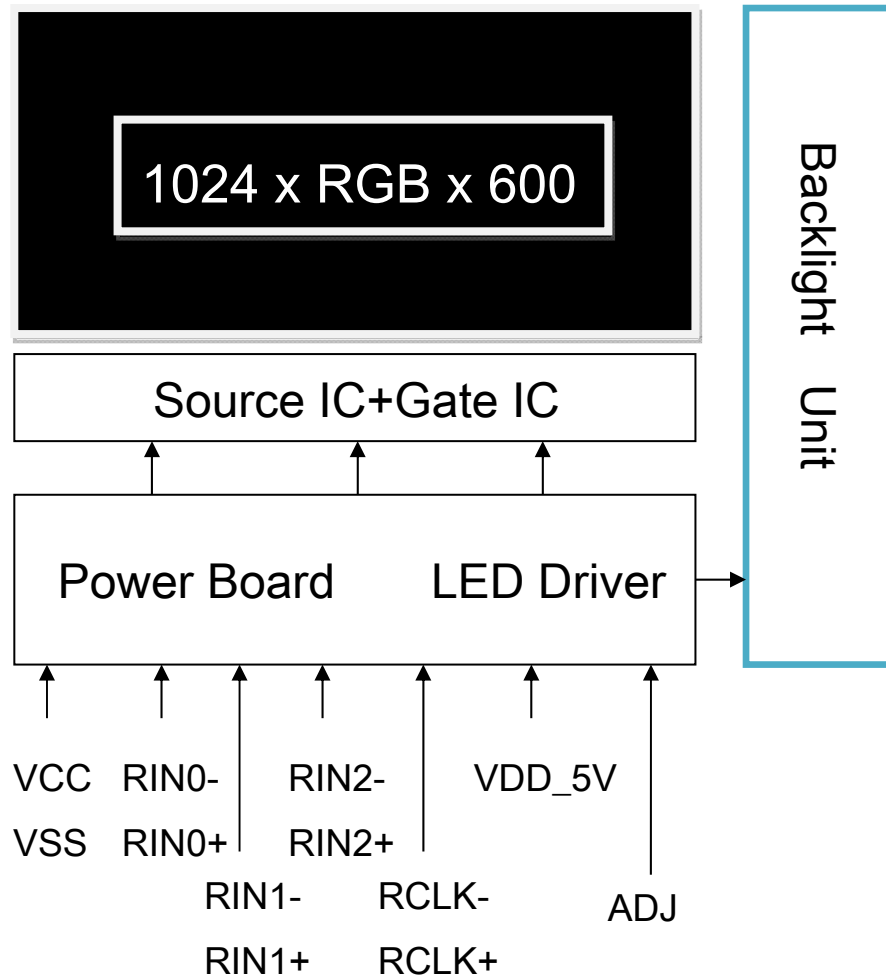 1024 x RGB x 600
Backlight Unit
Source IC+Gate IC
Power Board LED Driver
VCC RIN0- RIN2- VDD_5V
VSS RIN0+ RIN2+
RIN1- RCLK- ADJ
RIN1+ RCLK+